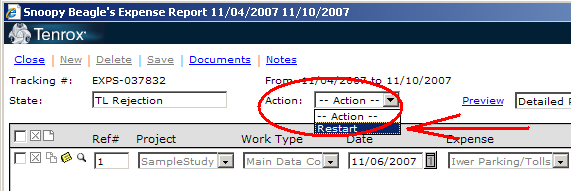 Snoopy Beagle's Expense Report 11/04/2007 11/10/2007
Tenrox
Close | New | Delete | Save | Documents | Notes
Tracking #: EXPS-037832 From 11/04/2007 to 11/10/2007
State: TL Rejection Action: -- Action -- Preview Detailed
-- Action --
Restart
Ref# Project Work Type Date Expense
1 SampleStudy Main Data Co 11/06/2007 Iwer Parking/Tolls